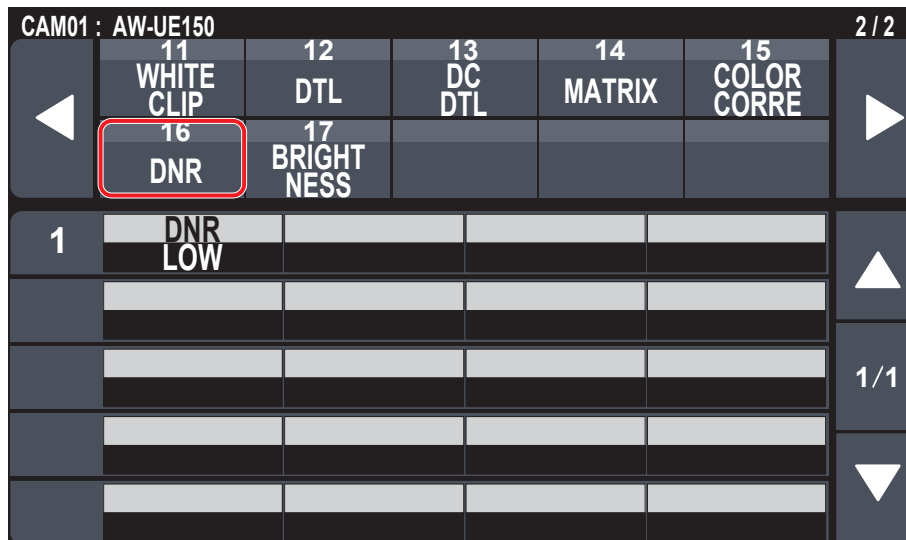 CAM01 : AW-UE150 2 / 2
11 12 13 14 15
WHITE CLIP DTL DC DTL MATRIX COLOR CORRE
16 17
DNR BRIGHT NESS
1 DNR
LOW
1/1